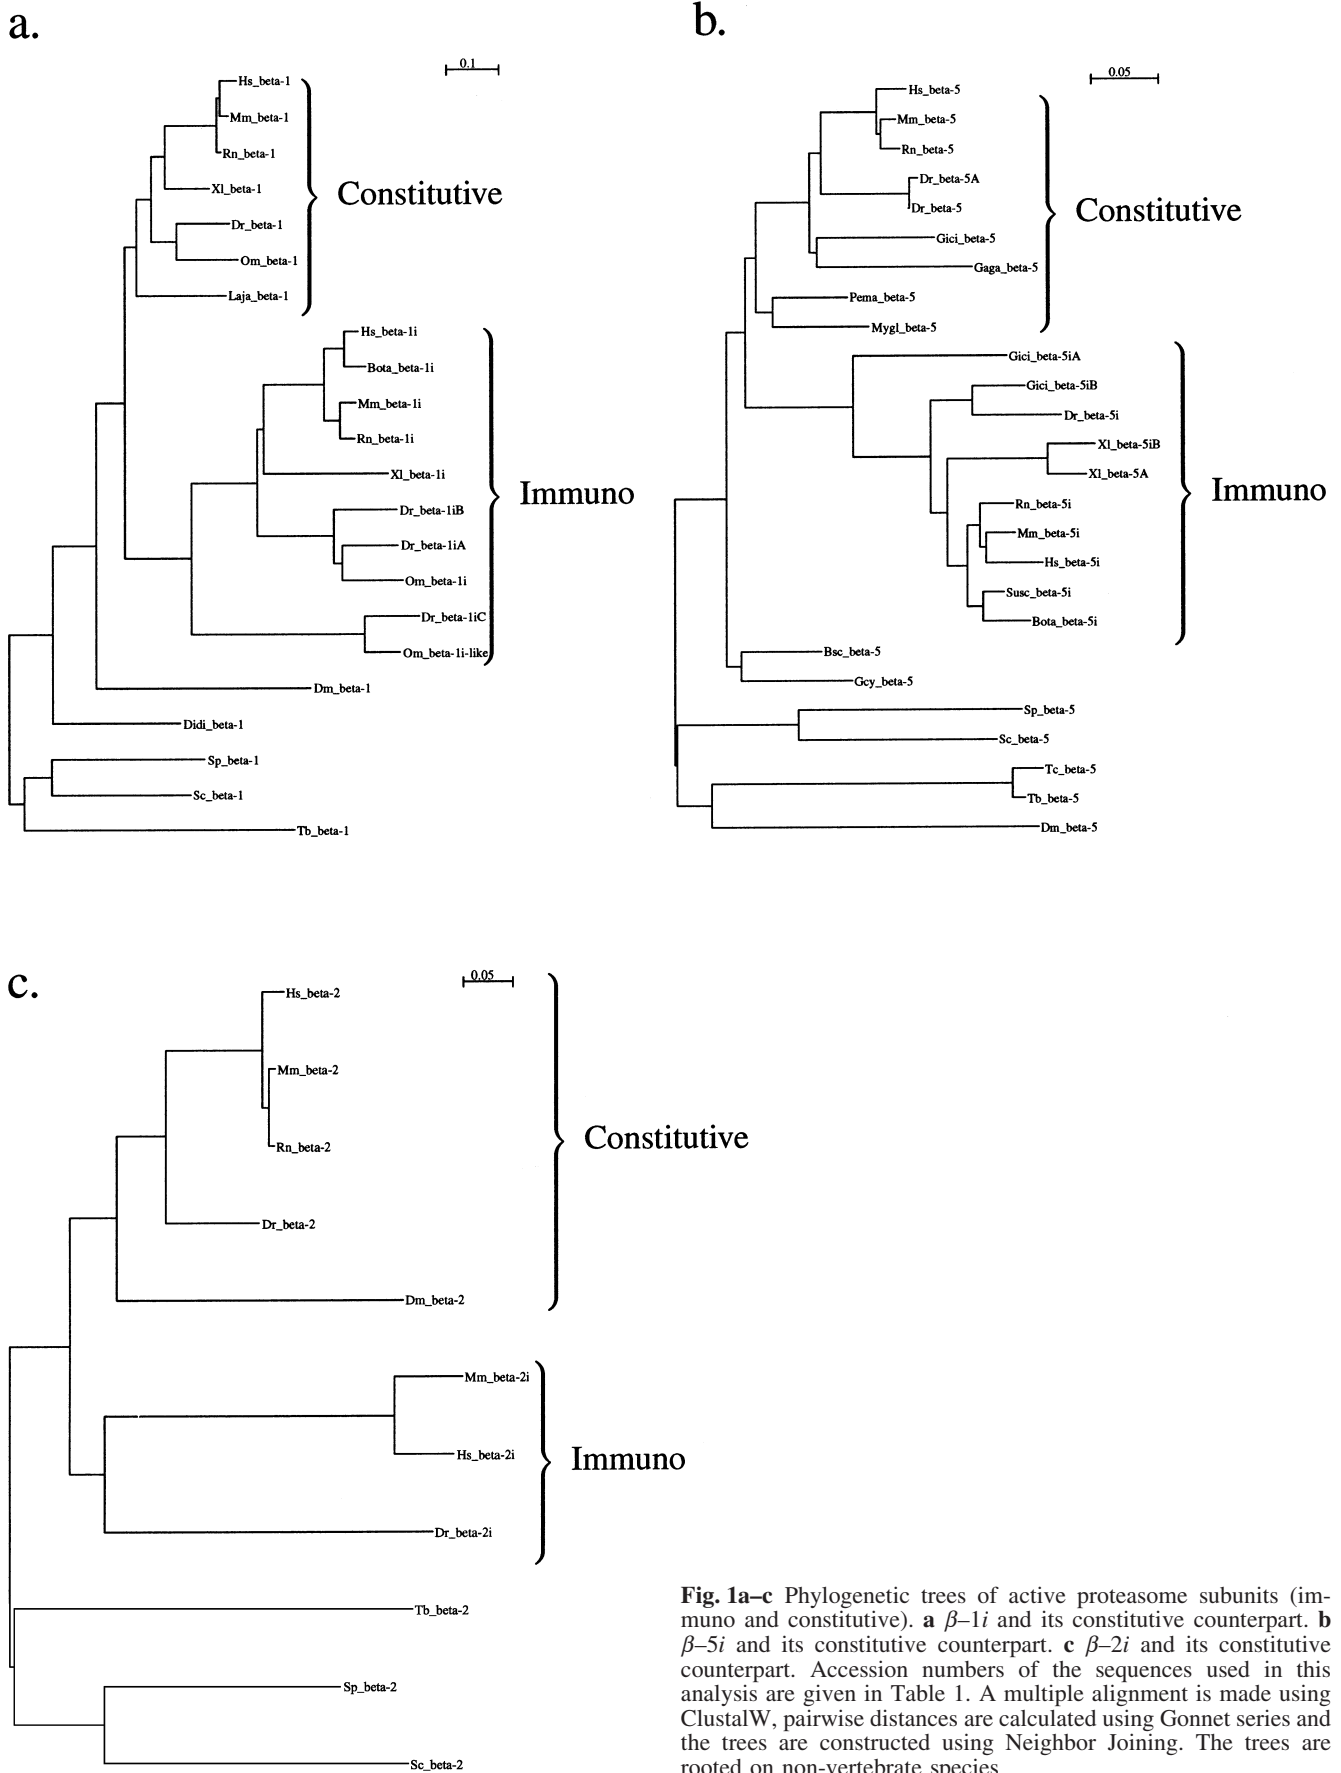 a.
0.1
Hs_beta-1
Mm_beta-1
Rn_beta-1
Xl_beta-1
Dr_beta-1
Om_beta-1
Laja_beta-1
Constitutive
Hs_beta-1i
Bota_beta-1i
Mm_beta-1i
Rn_beta-1i
Xl_beta-1i
Dr_beta-1iB
Dr_beta-1iA
Om_beta-1i
Dr_beta-1iC
Om_beta-1i-like
Immuno
Dm_beta-1
Didi_beta-1
Sp_beta-1
Sc_beta-1
Tb_beta-1
b.
0.05
Hs_beta-5
Mm_beta-5
Rn_beta-5
Dr_beta-5A
Dr_beta-5
Gici_beta-5
Gaga_beta-5
Pema_beta-5
Mygl_beta-5
Constitutive
Gici_beta-5iA
Gici_beta-5iB
Dr_beta-5i
Xl_beta-5iB
Xl_beta-5A
Rn_beta-5i
Mm_beta-5i
Hs_beta-5i
Susc_beta-5i
Bota_beta-5i
Immuno
Bsc_beta-5
Gcy_beta-5
Sp_beta-5
Sc_beta-5
Tc_beta-5
Tb_beta-5
Dm_beta-5
c.
0.05
Hs_beta-2
Mm_beta-2
Rn_beta-2
Dr_beta-2
Dm_beta-2
Constitutive
Mm_beta-2i
Hs_beta-2i
Dr_beta-2i
Immuno
Tb_beta-2
Sp_beta-2
Sc_beta-2
Fig. 1a–c Phylogenetic trees of active proteasome subunits (im-
muno and constitutive). a β–1i and its constitutive counterpart. b
β–5i and its constitutive counterpart. c β–2i and its constitutive
counterpart. Accession numbers of the sequences used in this
analysis are given in Table 1. A multiple alignment is made using
ClustalW, pairwise distances are calculated using Gonnet series and
the trees are constructed using Neighbor Joining. The trees are
rooted on non-vertebrate species